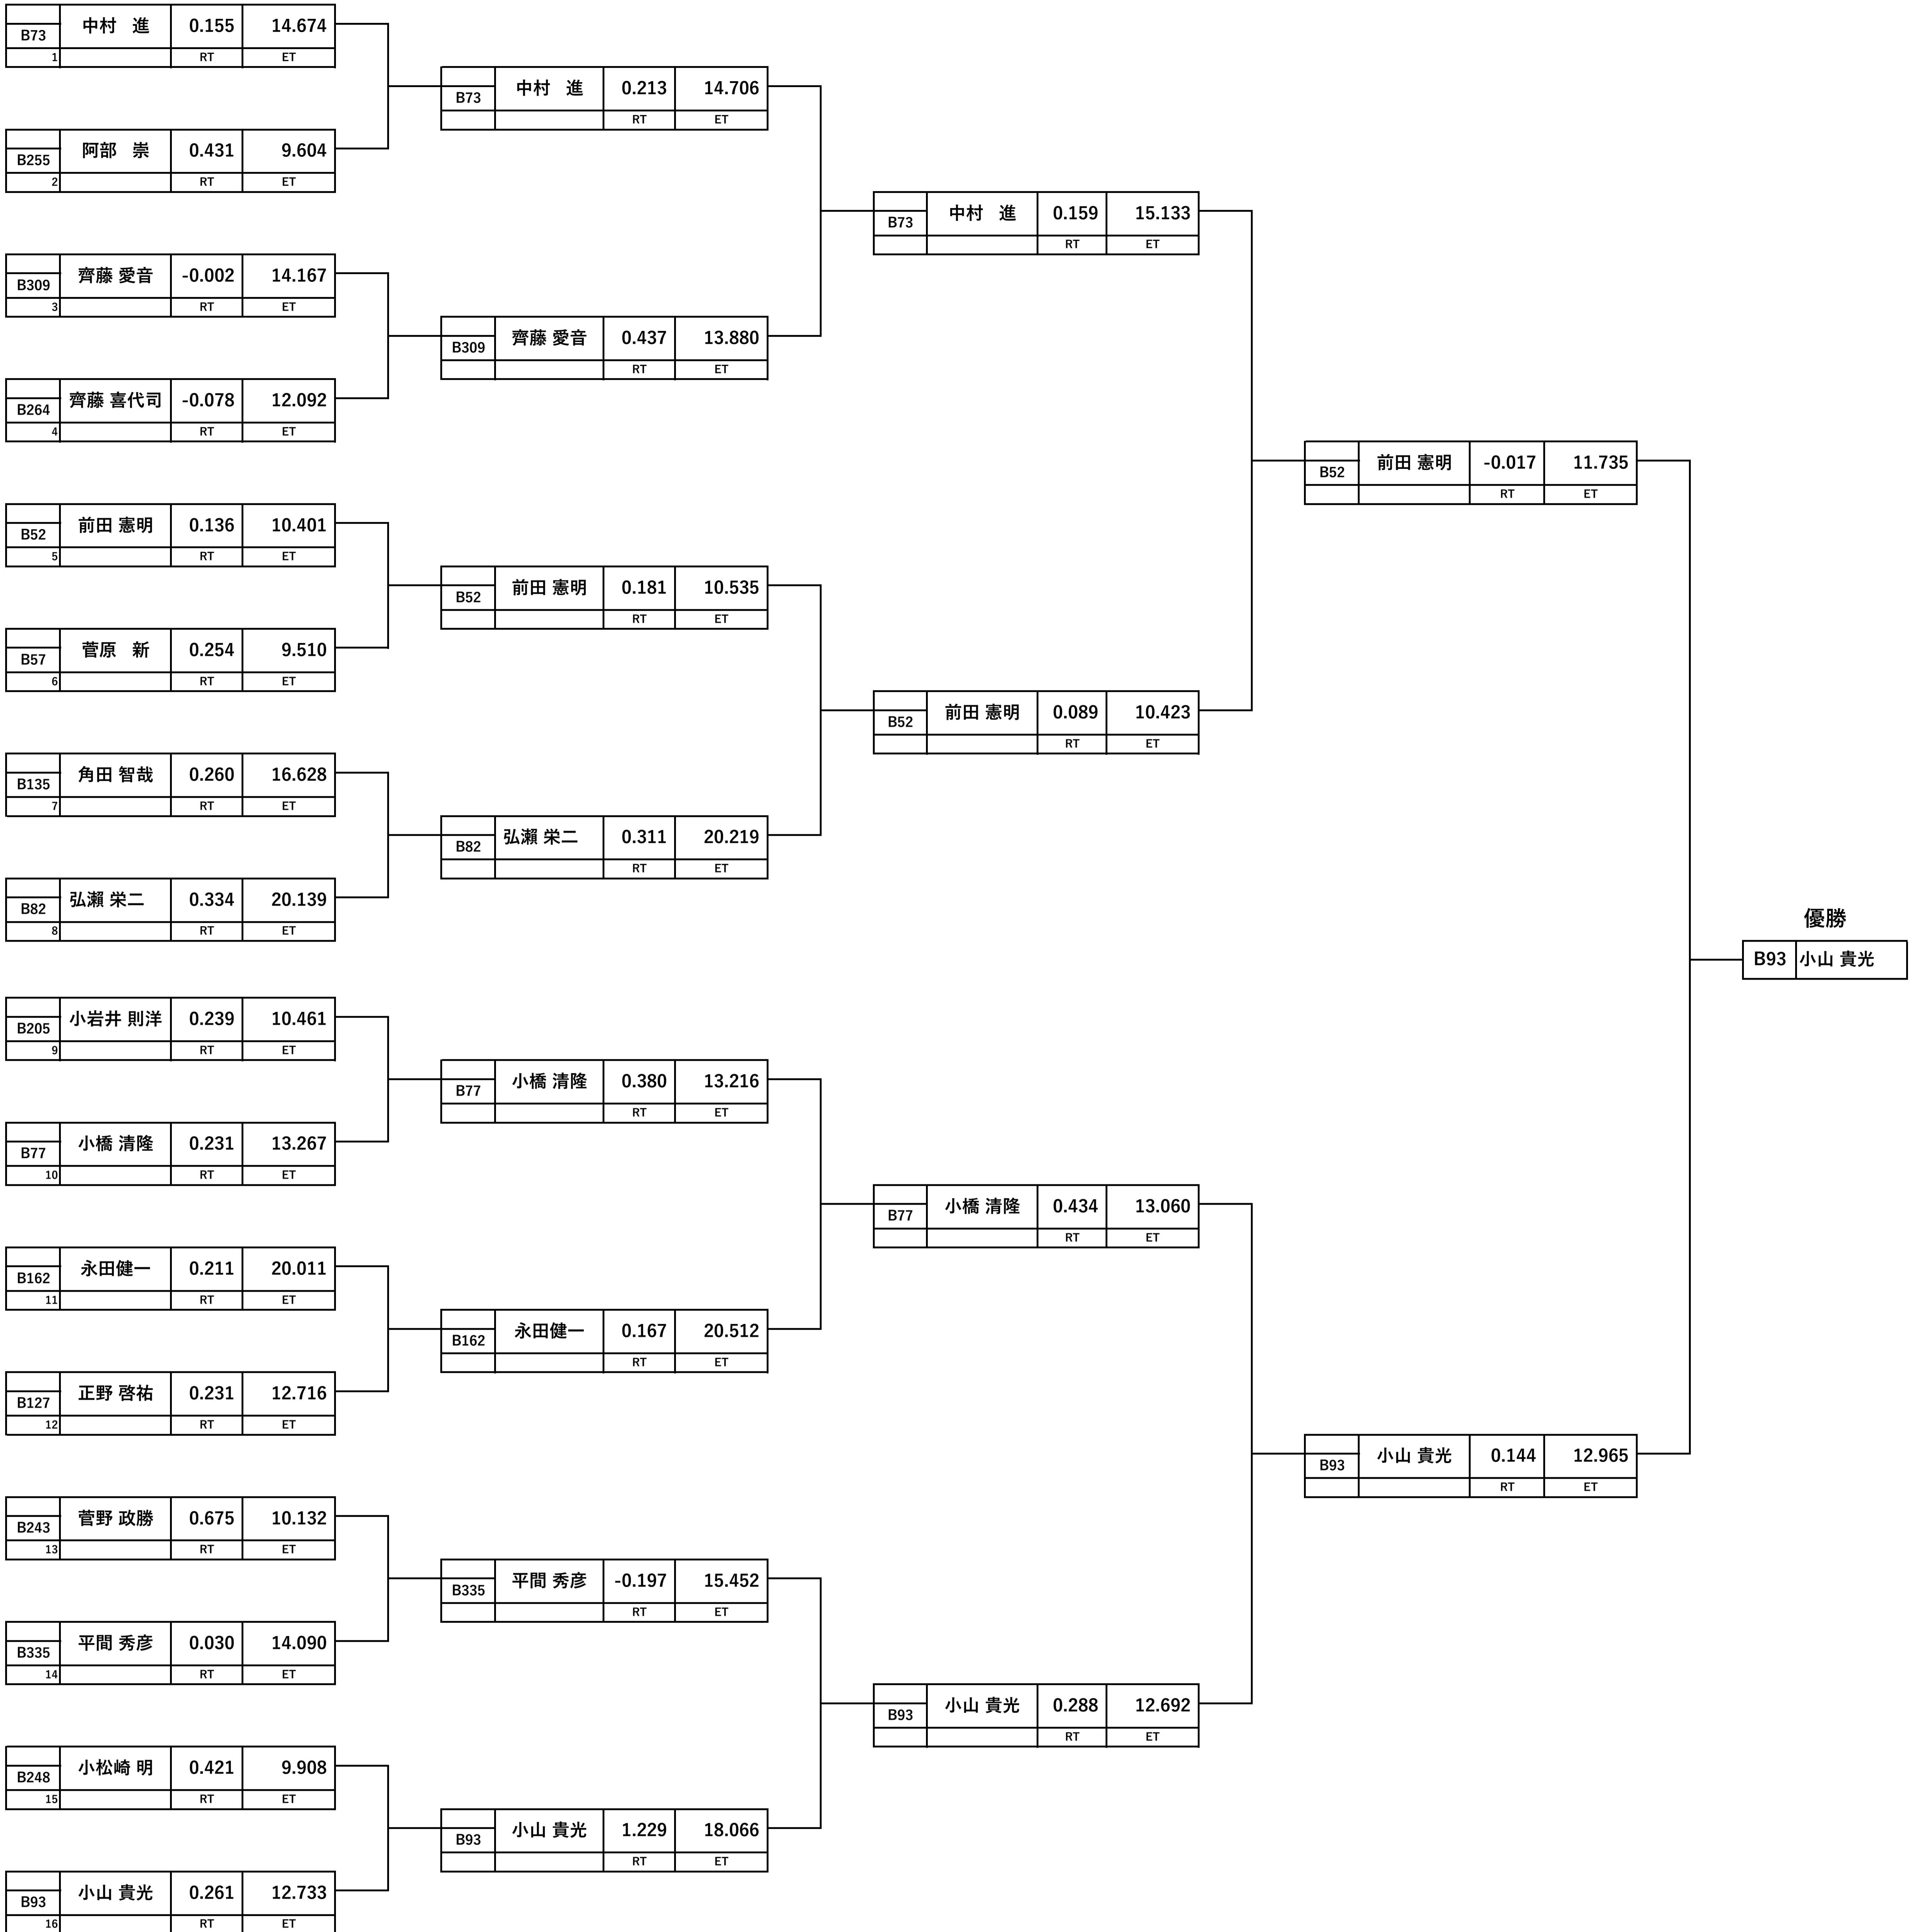 中村　進 0.155 14.674
B73
1 RT ET
阿部　崇 0.431 9.604
B255
2 RT ET
齊藤 愛音 -0.002 14.167
B309
3 RT ET
齊藤 喜代司 -0.078 12.092
B264
4 RT ET
前田 憲明 0.136 10.401
B52
5 RT ET
菅原　新 0.254 9.510
B57
6 RT ET
角田 智哉 0.260 16.628
B135
7 RT ET
弘瀬 栄二 0.334 20.139
B82
8 RT ET
小岩井 則洋 0.239 10.461
B205
9 RT ET
小橋 清隆 0.231 13.267
B77
10 RT ET
永田健一 0.211 20.011
B162
11 RT ET
正野 啓祐 0.231 12.716
B127
12 RT ET
菅野 政勝 0.675 10.132
B243
13 RT ET
平間 秀彦 0.030 14.090
B335
14 RT ET
小松崎 明 0.421 9.908
B248
15 RT ET
小山 貴光 0.261 12.733
B93
16 RT ET
中村　進 0.213 14.706
B73
RT ET
齊藤 愛音 0.437 13.880
B309
RT ET
前田 憲明 0.181 10.535
B52
RT ET
弘瀬 栄二 0.311 20.219
B82
RT ET
小橋 清隆 0.380 13.216
B77
RT ET
永田健一 0.167 20.512
B162
RT ET
平間 秀彦 -0.197 15.452
B335
RT ET
小山 貴光 1.229 18.066
B93
RT ET
中村　進 0.159 15.133
B73
RT ET
前田 憲明 0.089 10.423
B52
RT ET
小橋 清隆 0.434 13.060
B77
RT ET
小山 貴光 0.288 12.692
B93
RT ET
前田 憲明 -0.017 11.735
B52
RT ET
小山 貴光 0.144 12.965
B93
RT ET
優勝
B93 小山 貴光